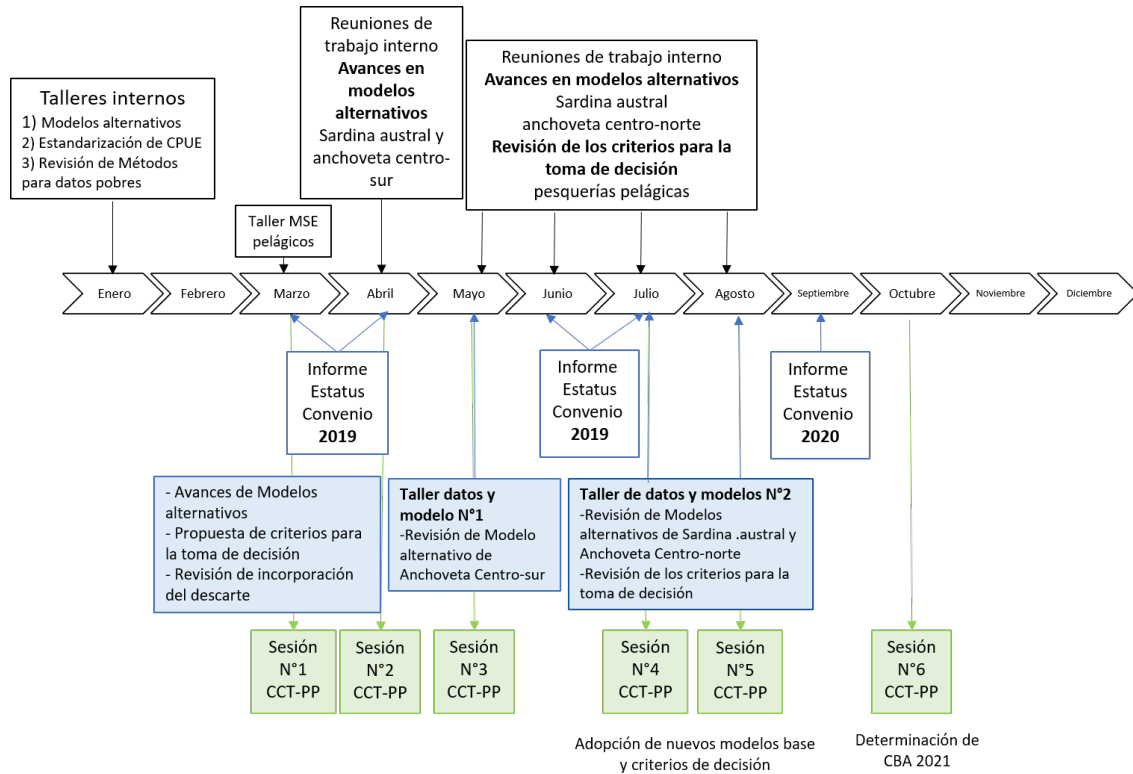 Talleres internos
1) Modelos alternativos
2) Estandarización de CPUE
3) Revisión de Métodos
para datos pobres
Reuniones de
trabajo interno
Avances en
modelos
alternativos
Sardina austral y
anchoveta centro-
sur
Reuniones de trabajo interno
Avances en modelos alternativos
Sardina austral
anchoveta centro-norte
Revisión de los criterios para la
toma de decisión
pesquerías pelágicas
Taller MSE
pelágicos
Enero
Febrero
Marzo
Abril
Mayo
Junio
Julio
Agosto
Septiembre
Octubre
Noviembre
Diciembre
Informe
Estatus
Convenio
2019
Informe
Estatus
Convenio
2019
Informe
Estatus
Convenio
2020
- Avances de Modelos
alternativos
- Propuesta de criterios para
la toma de decisión
- Revisión de incorporación
del descarte
Taller datos y
modelo N°1
-Revisión de Modelo
alternativo de
Anchoveta Centro-sur
Taller de datos y modelos N°2
-Revisión de Modelos
alternativos de Sardina .austral y
Anchoveta Centro-norte
-Revisión de los criterios para la
toma de decisión
Sesión
N°1
CCT-PP
Sesión
N°2
CCT-PP
Sesión
N°3
CCT-PP
Sesión
N°4
CCT-PP
Sesión
N°5
CCT-PP
Sesión
N°6
CCT-PP
Adopción de nuevos modelos base
y criterios de decisión
Determinación de
CBA 2021